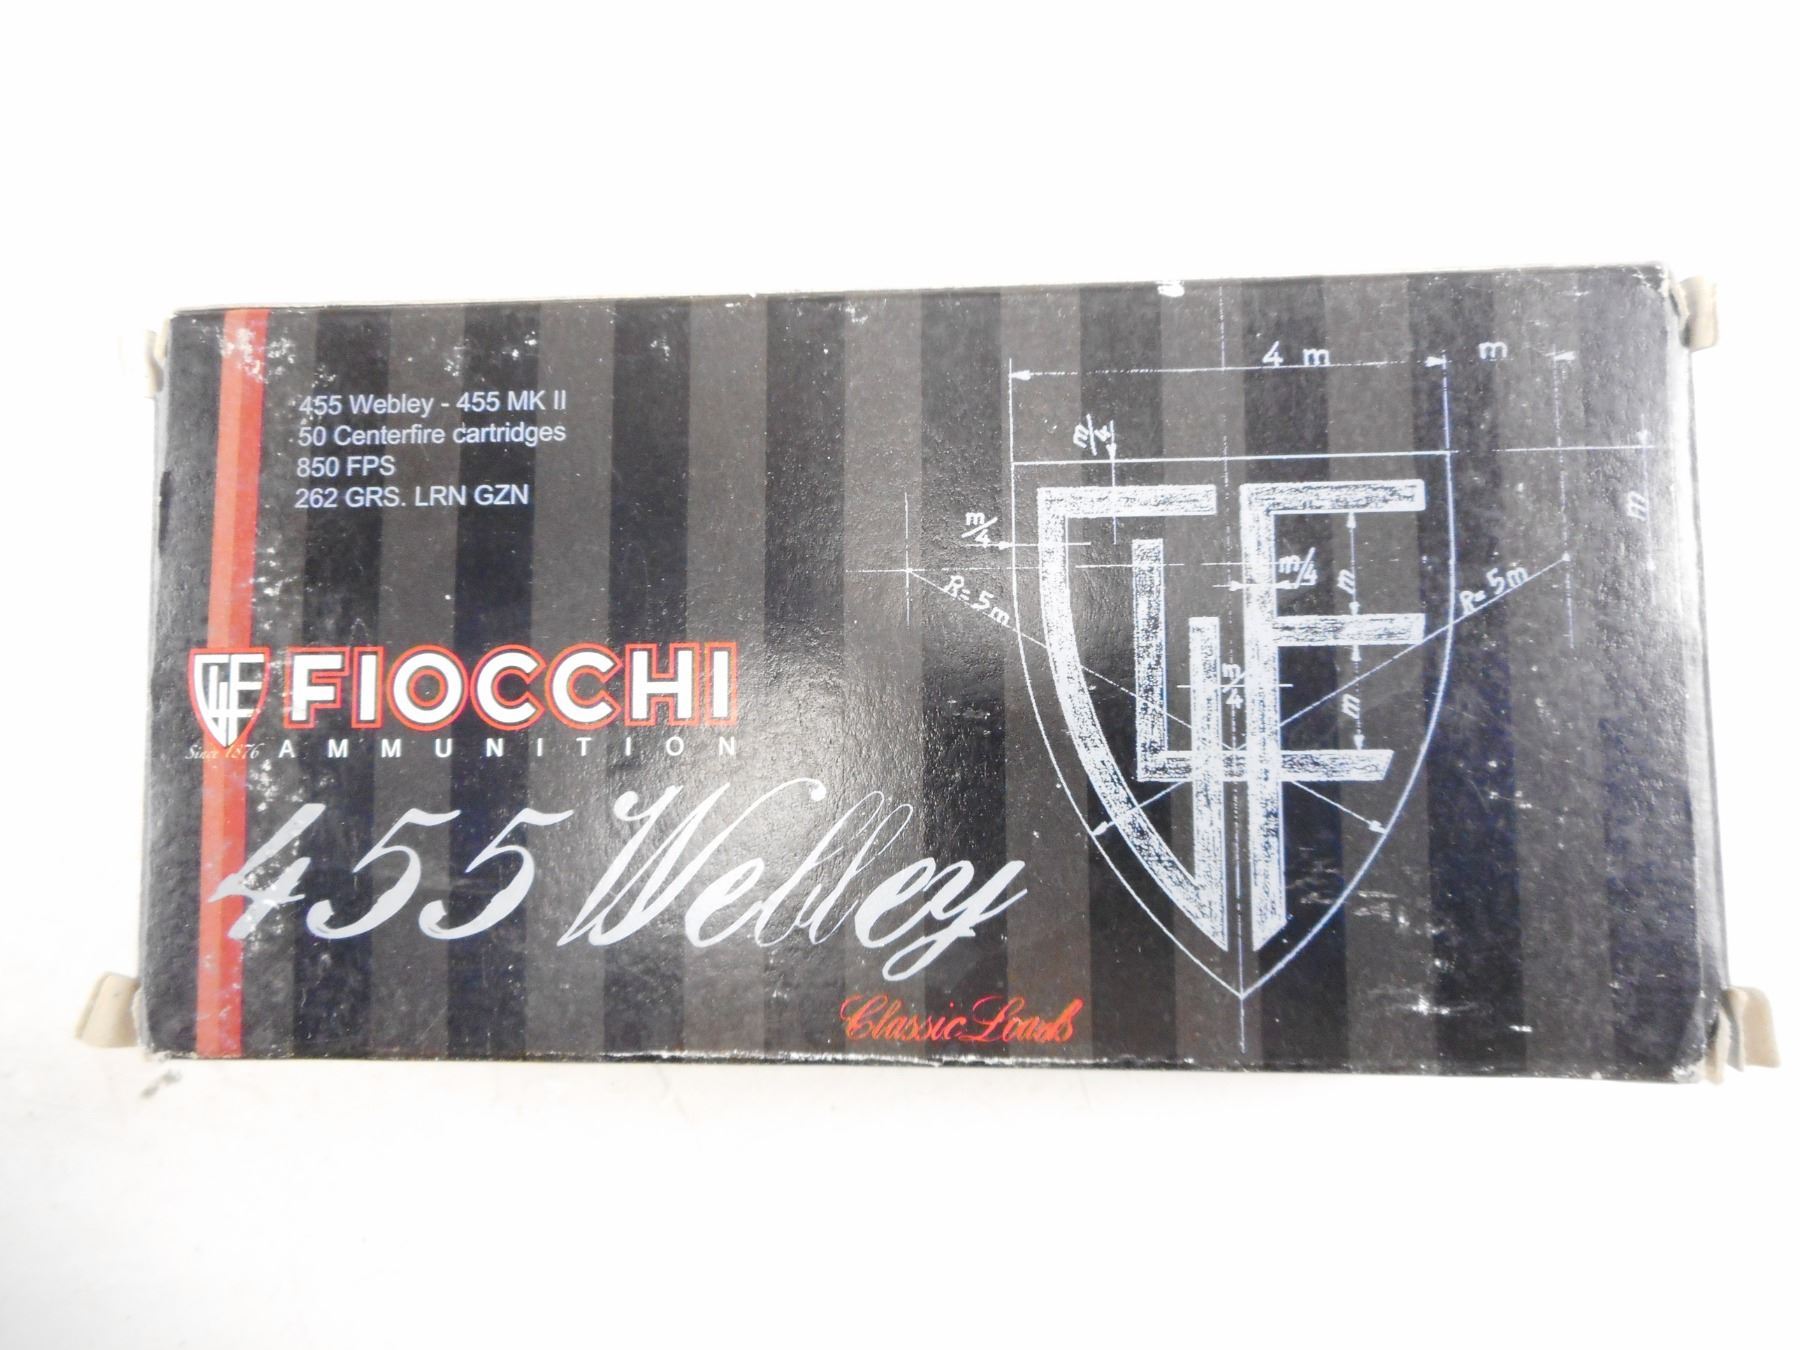 455 Webley - 455 MK II
50 Centerfire cartridges
850 FPS
262 GRS. LRN GZN
FIOCCHI
Since 1876 AMMUNITION
455 Webley
Classic Loads
4 m
m
m/4
m
m/4
m/4
m
R=5m
R=5m
m/4
m